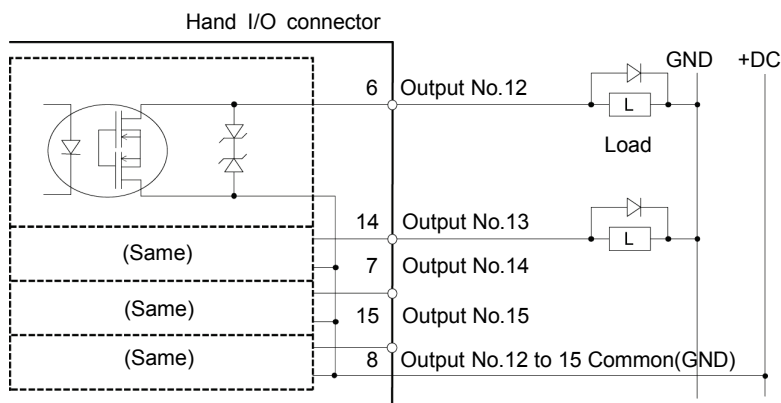 Hand I/O connector
GND +DC
6 Output No.12
L
Load
14 Output No.13
L
(Same)
7 Output No.14
(Same)
15 Output No.15
(Same)
8 Output No.12 to 15 Common(GND)